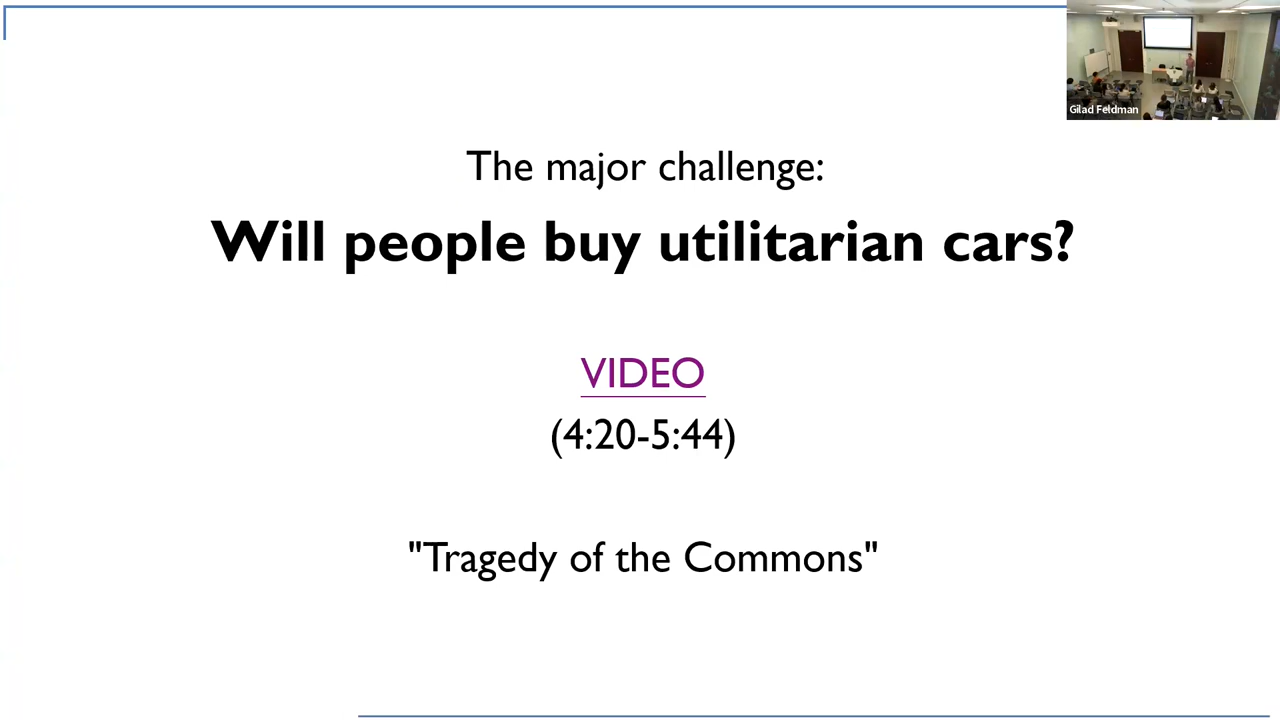 Gilad Feldman
The major challenge:
Will people buy utilitarian cars?
VIDEO
(4:20-5:44)
"Tragedy of the Commons"